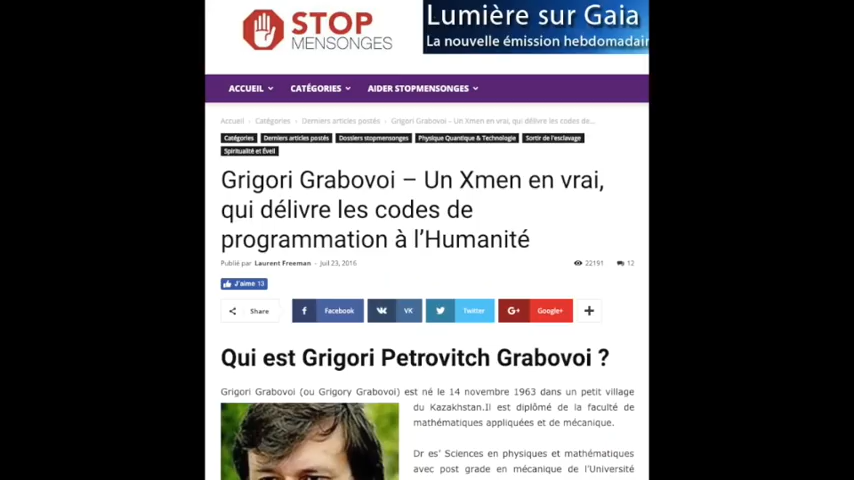 STOP
MENSONGES
Lumière sur Gaia
La nouvelle émission hebdomadair
ACCUEIL CATÉGORIES AIDER STOPMENSONGES
Accueil › Catégories › Derniers articles postés › Grigori Grabovoi – Un Xmen en vrai, qui délivre les codes de...
Catégories Derniers articles postés Dossiers stopmensonges Physique Quantique & Technologie Sortir de l'esclavage
Spiritualité et Éveil
Grigori Grabovoi – Un Xmen en vrai,
qui délivre les codes de
programmation à l'Humanité
Publié par Laurent Freeman - Juil 23, 2016 22191 12
J'aime 13
Share Facebook VK Twitter Google+
Qui est Grigori Petrovitch Grabovoi ?
Grigori Grabovoi (ou Grigory Grabovoi) est né le 14 novembre 1963 dans un petit village
du Kazakhstan.Il est diplômé de la faculté de
mathématiques appliquées et de mécanique.
Dr es' Sciences en physiques et mathématiques
avec post grade en mécanique de l'Université